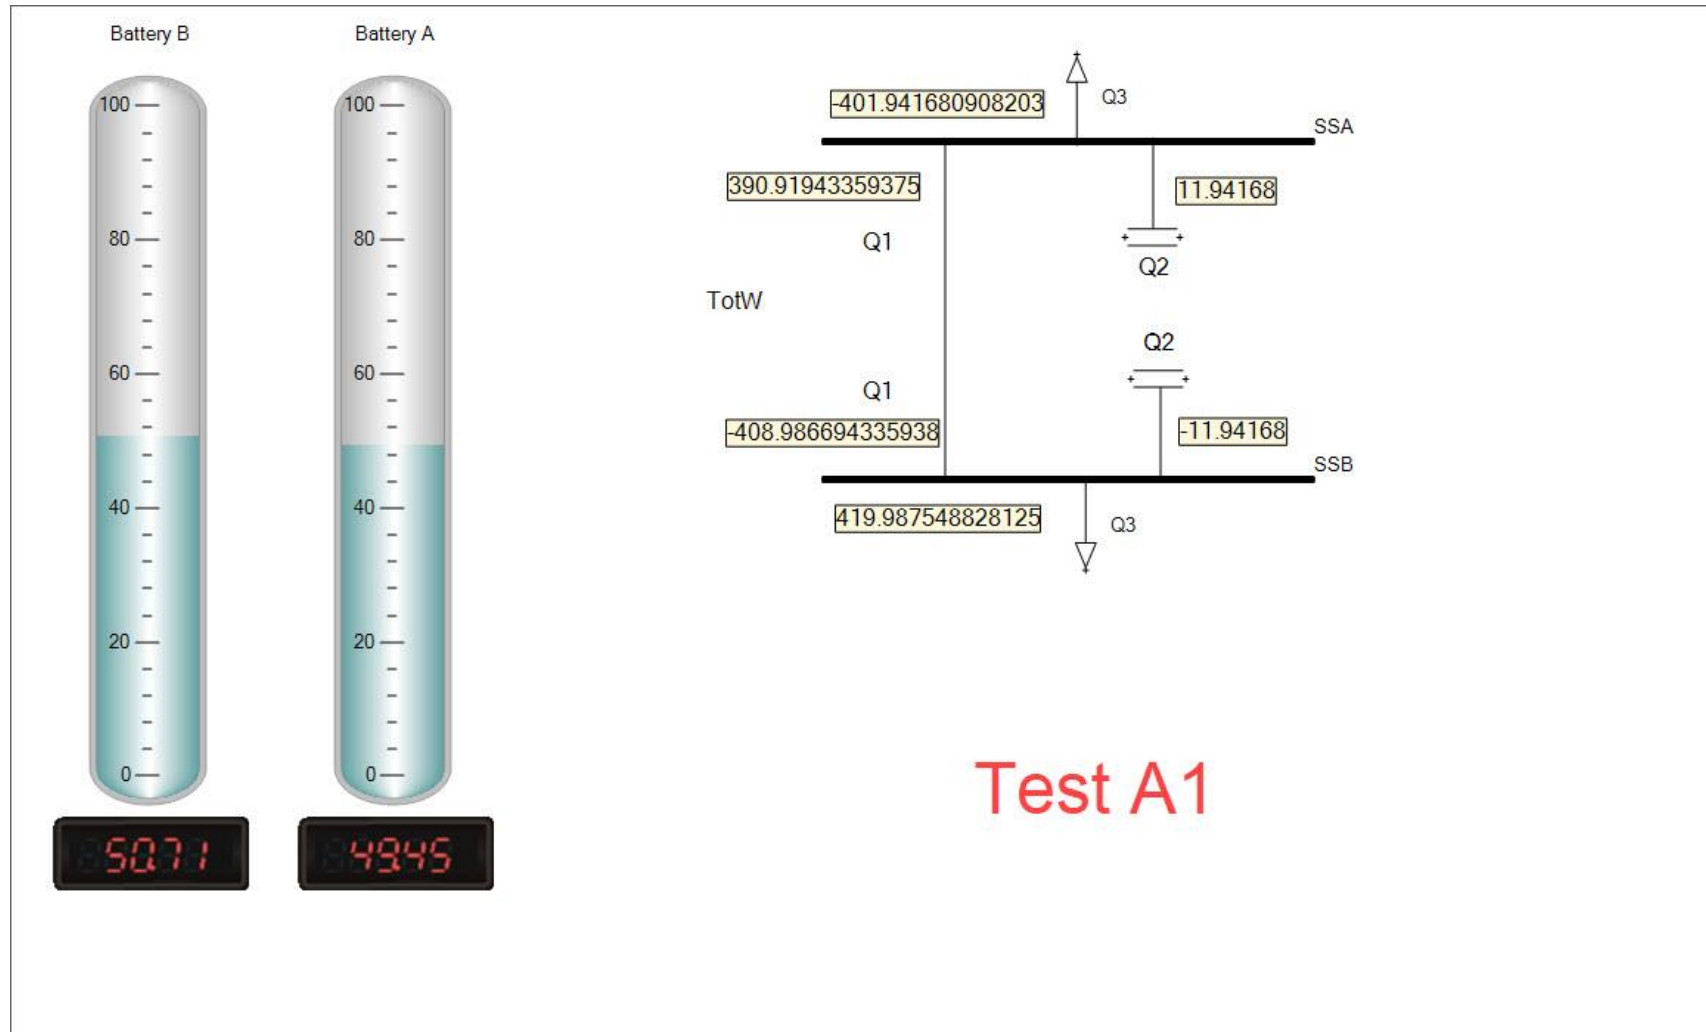 Battery B
Battery A
100
80
60
40
20
0
50.71
100
80
60
40
20
0
49.45
-401.941680908203
Q3
SSA
390.91943359375
11.94168
Q1
Q2
TotW
Q2
Q1
-408.986694335938
-11.94168
SSB
419.987548828125
Q3
Test A1